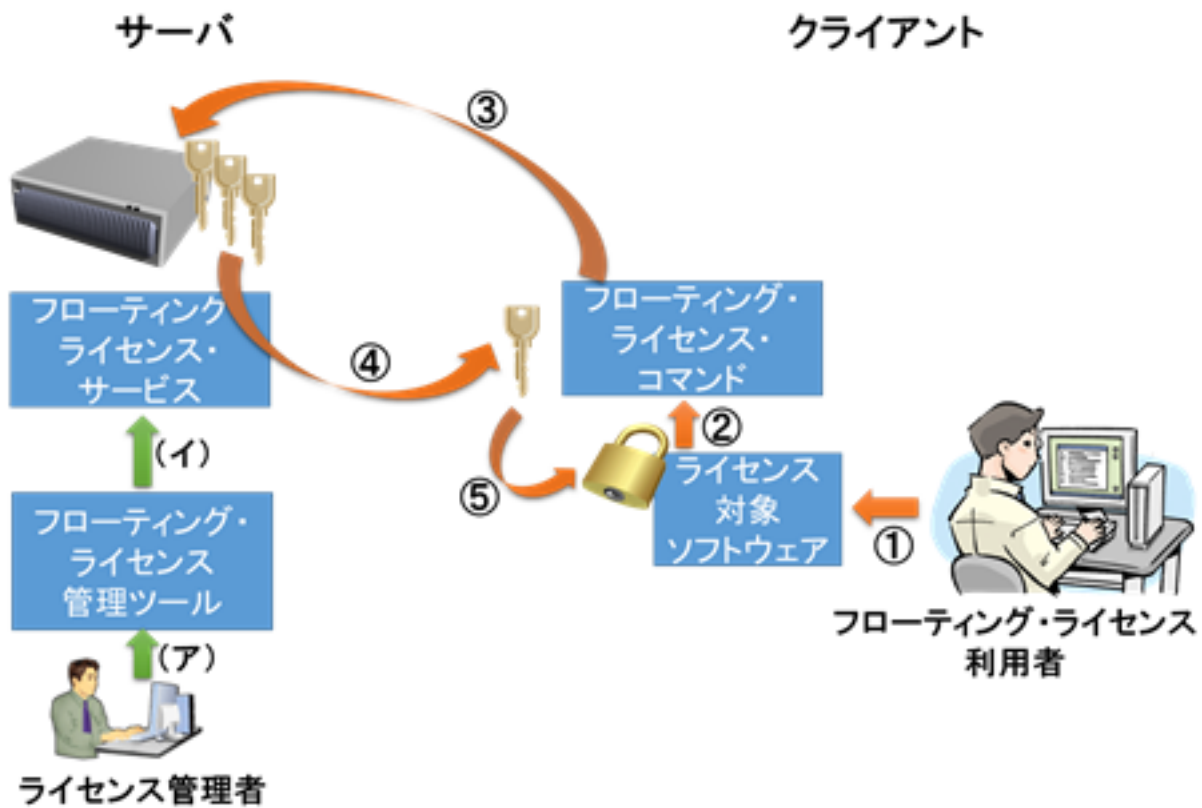 サーバ
クライアント
③
フローティング
ライセンス・
サービス
④
フローティング・
ライセンス・
コマンド
②
(イ)
⑤
ライセンス
対象
ソフトウェア
①
フローティング・
ライセンス
管理ツール
(ア)
フローティング・ライセンス
利用者
ライセンス管理者